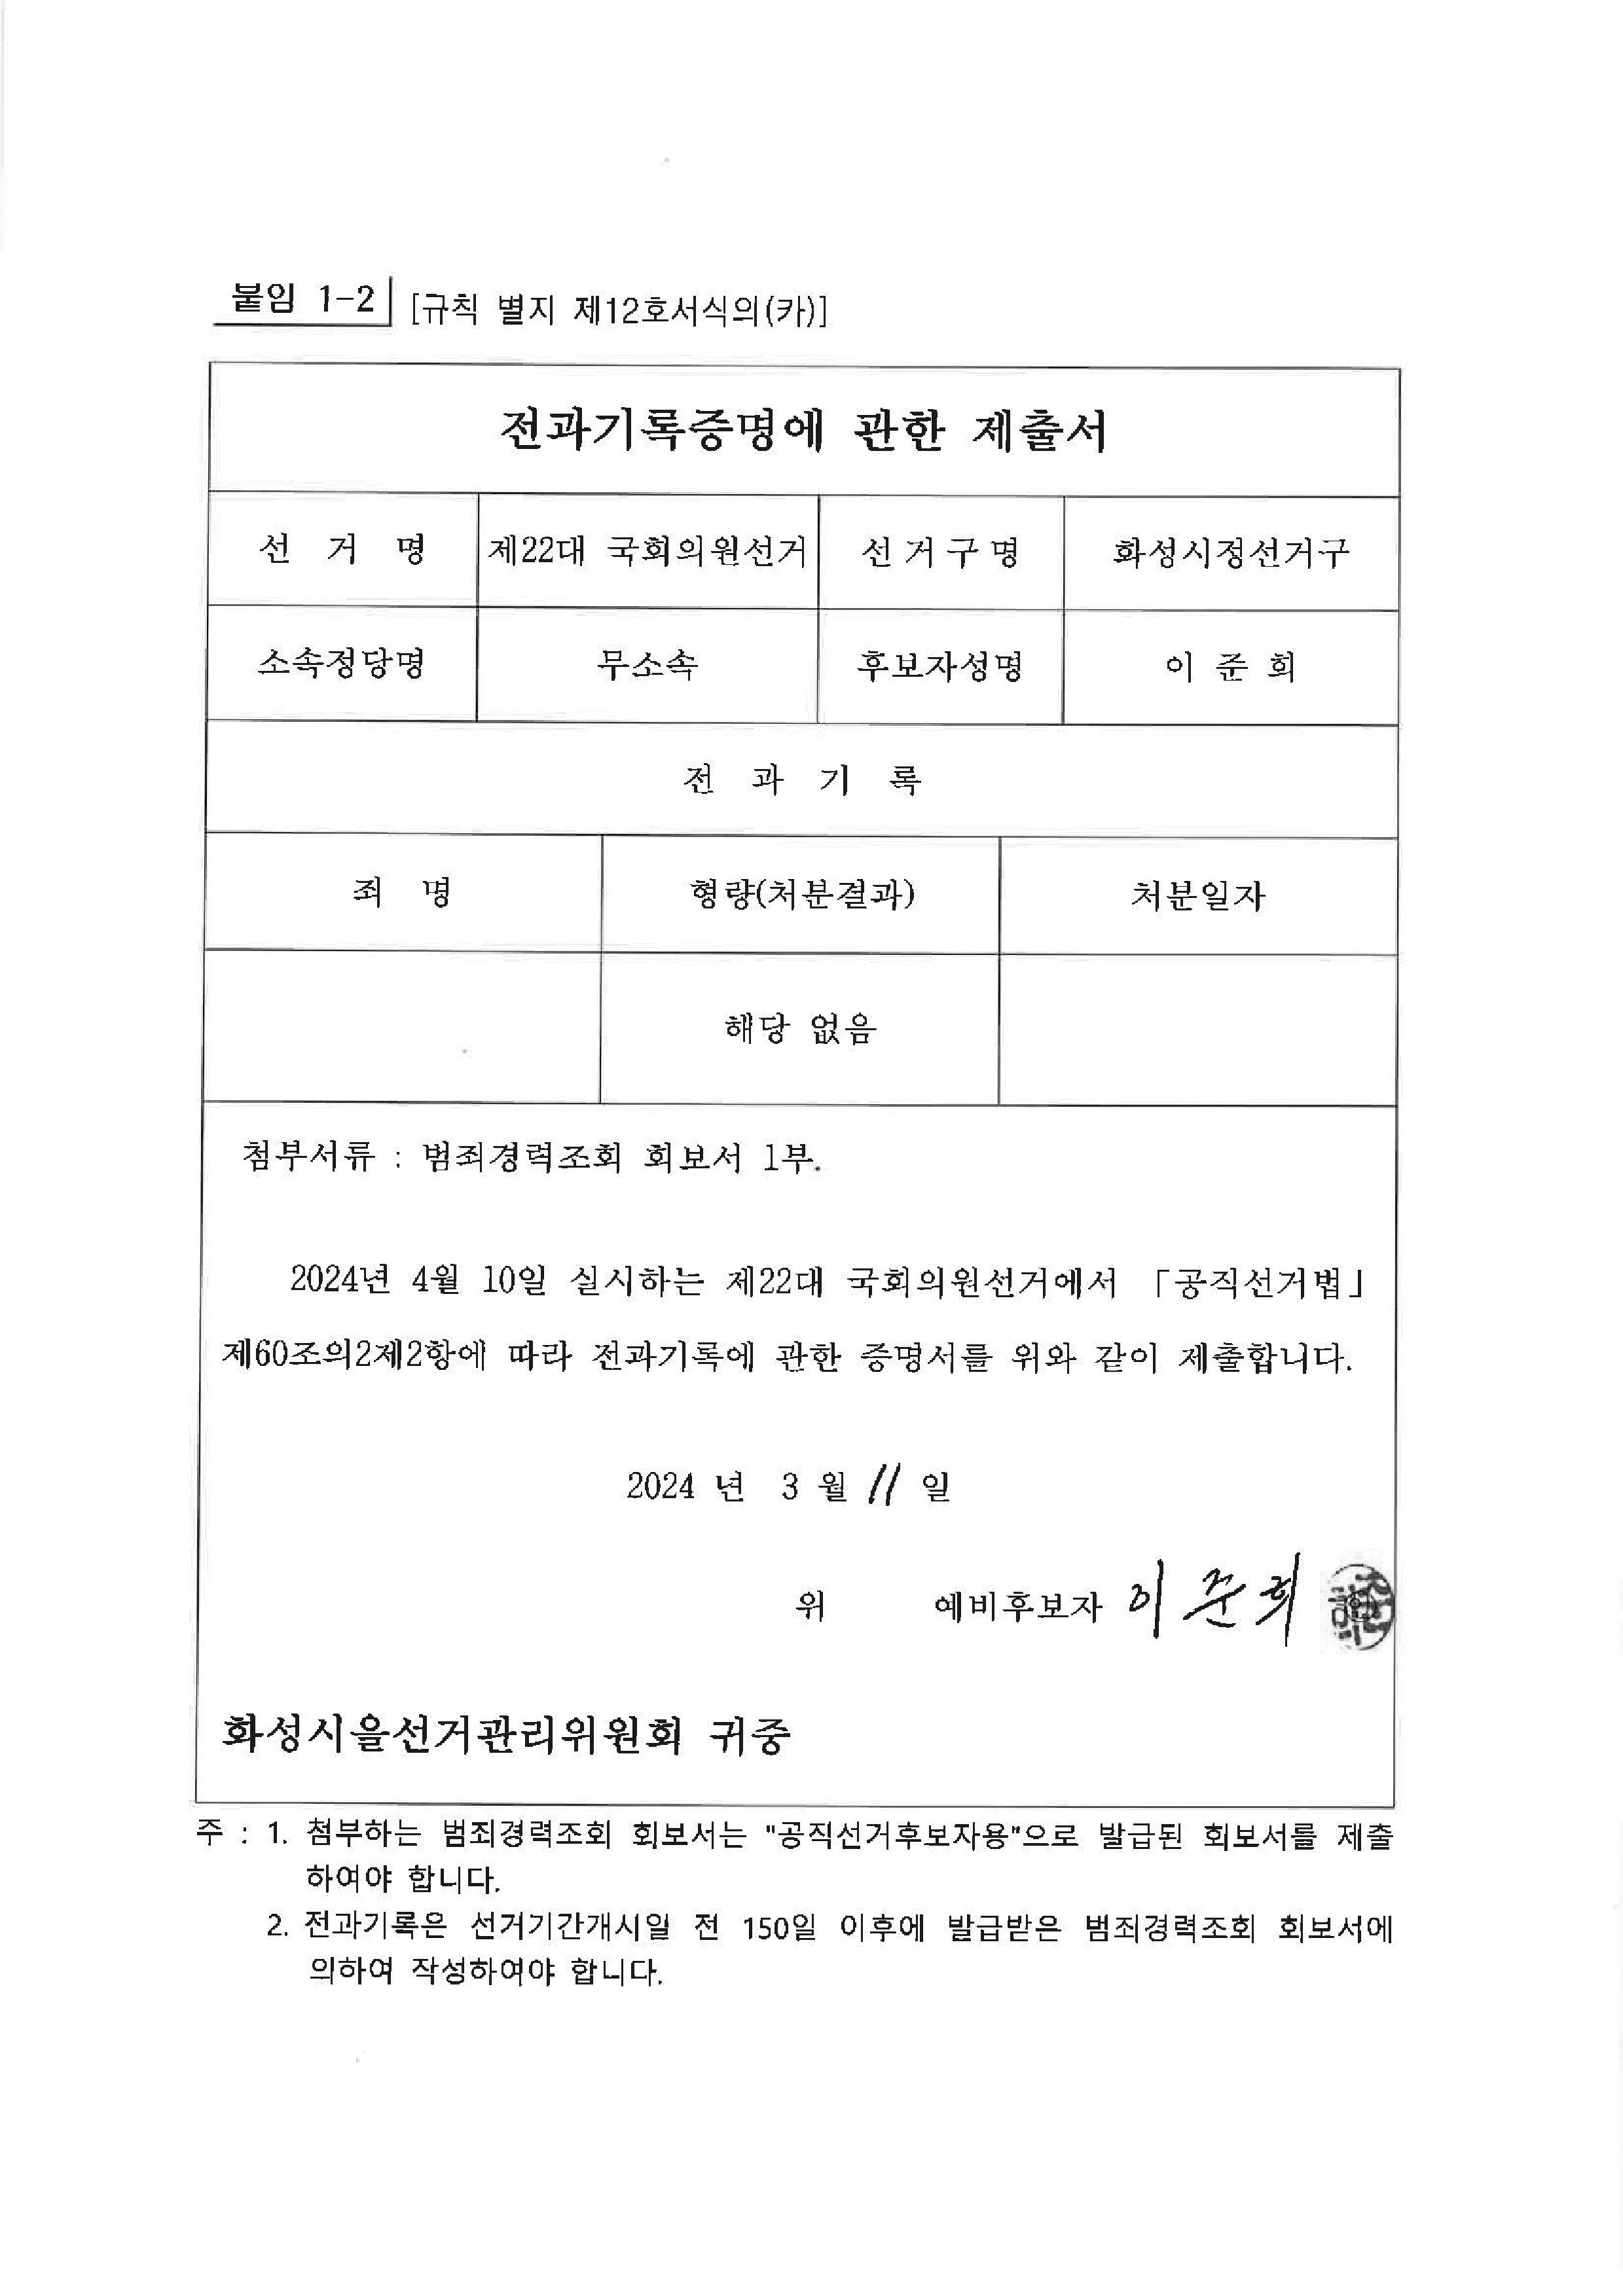 붙임 1-2 [규칙 별지 제12호서식의(카)]
전과기록증명에 관한 제출서
선 거 명 제22대 국회의원선거 선거구명 화성시정선거구
소속정당명 무소속 후보자성명 이 준 희
전 과 기 록
죄 명 형량(처분결과) 처분일자
해당 없음
첨부서류 : 범죄경력조회 회보서 1부.
2024년 4월 10일 실시하는 제22대 국회의원선거에서 「공직선거법」
제60조의2제2항에 따라 전과기록에 관한 증명서를 위와 같이 제출합니다.
2024 년 3 월 11 일
위 예비후보자 이준희
화성시을선거관리위원회 귀중
주 : 1. 첨부하는 범죄경력조회 회보서는 "공직선거후보자용"으로 발급된 회보서를 제출
하여야 합니다.
2. 전과기록은 선거기간개시일 전 150일 이후에 발급받은 범죄경력조회 회보서에
의하여 작성하여야 합니다.